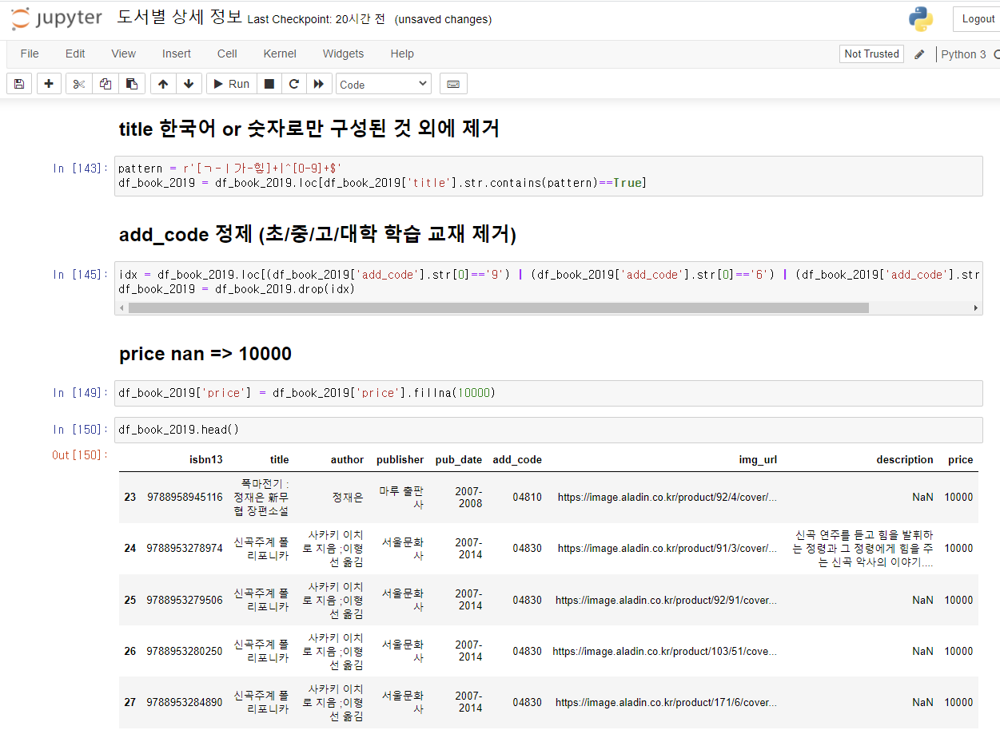 jupyter 도서별 상세 정보 Last Checkpoint: 20시간 전 (unsaved changes) Logout
File Edit View Insert Cell Kernel Widgets Help Not Trusted Python 3
Run Code
title 한국어 or 숫자로만 구성된 것 외에 제거
In [143]: pattern = r'[ㄱ-ㅣ가-힣]+|^[0-9]+$'
df_book_2019 = df_book_2019.loc[df_book_2019['title'].str.contains(pattern)==True]
add_code 정제 (초/중/고/대학 학습 교재 제거)
In [145]: idx = df_book_2019.loc[(df_book_2019['add_code'].str[0]=='9') | (df_book_2019['add_code'].str[0]=='6') | (df_book_2019['add_code'].str
df_book_2019 = df_book_2019.drop(idx)
price nan => 10000
In [149]: df_book_2019['price'] = df_book_2019['price'].fillna(10000)
In [150]: df_book_2019.head()
Out[150]:
isbn13 title author publisher pub_date add_code img_url description price
폭마전기 :
23 9788958945116 정재은 新무 정재은 마루 출판 2007- 04810 https://image.aladin.co.kr/product/92/4/cover/... NaN 10000
협 장편소설 사 2008
사카키 이치 신곡 연주를 듣고 힘을 발휘하
24 9788953278974 신곡주계 폴 로 지음 ;이형 서울문화 2007- 04830 https://image.aladin.co.kr/product/91/3/cover/... 는 정령과 그 정령에게 힘을 주 10000
리포니카 선 옮김 사 2014 는 신곡 악사의 이야기....
사카키 이치
25 9788953279506 신곡주계 폴 로 지음 ;이형 서울문화 2007- 04830 https://image.aladin.co.kr/product/92/91/cover... NaN 10000
리포니카 선 옮김 사 2014
사카키 이치
26 9788953280250 신곡주계 폴 로 지음 ;이형 서울문화 2007- 04830 https://image.aladin.co.kr/product/103/51/cove... NaN 10000
리포니카 선 옮김 사 2014
사카키 이치
27 9788953284890 신곡주계 폴 로 지음 ;이형 서울문화 2007- 04830 https://image.aladin.co.kr/product/171/6/cover... NaN 10000
리포니카 선 옮김 사 2014